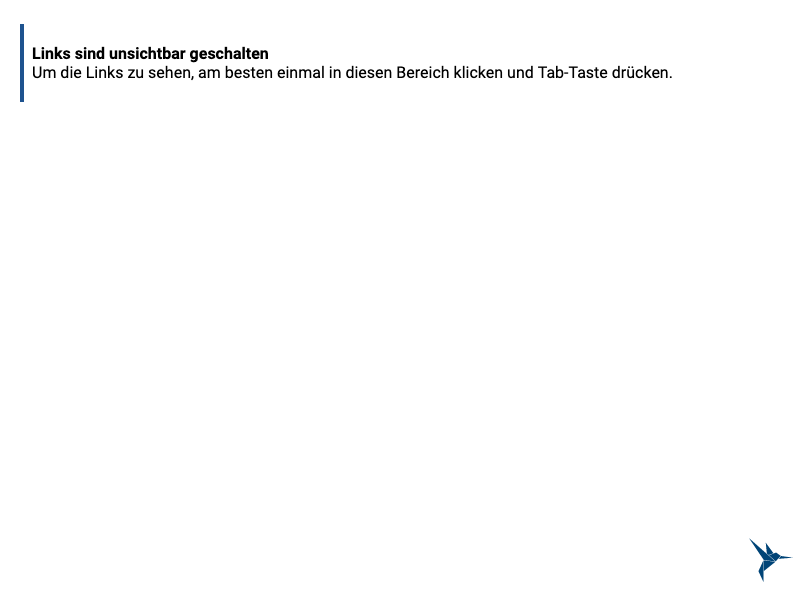 Links sind unsichtbar geschalten
Um die Links zu sehen, am besten einmal in diesen Bereich klicken und Tab-Taste drücken.